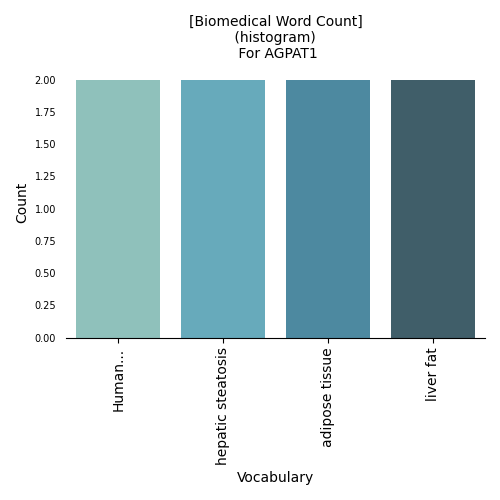 [Biomedical Word Count]
(histogram)
For AGPAT1
2.00
1.75
1.50
1.25
1.00
0.75
0.50
0.25
0.00
Count
Human...
hepatic steatosis
adipose tissue
liver fat
Vocabulary